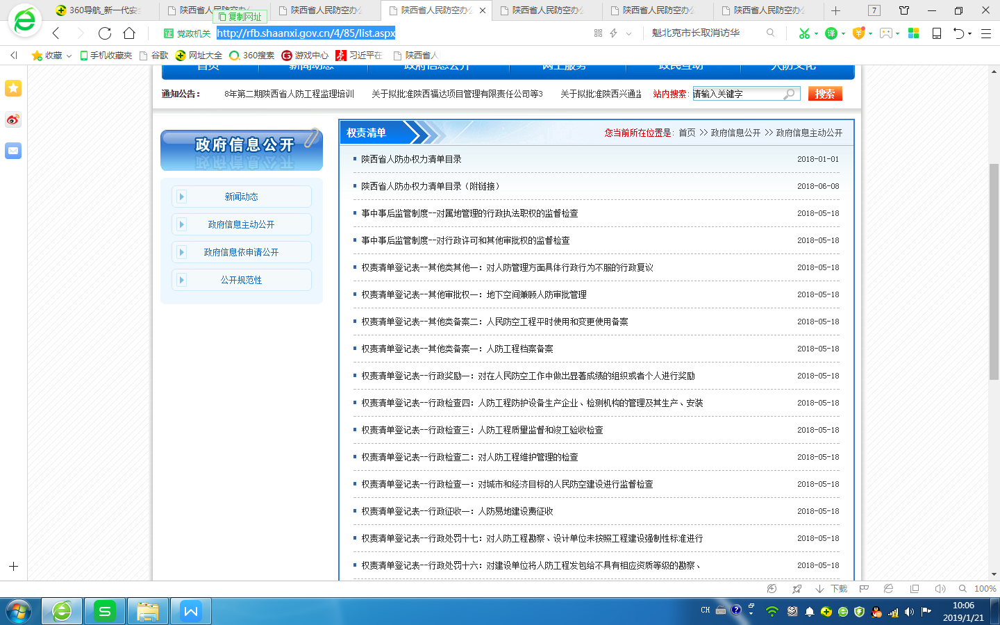 360导航_新一代安全
陕西省人民防空办公
陕西省人民防空办公
陕西省人民防空办公
陕西省人民防空办公
陕西省人民防空办公
陕西省人民防空办公
7
复制网址
证 党政机关 http://rfb.shaanxi.gov.cn/4/85/list.aspx
魁北克市长取消访华
译
收藏 手机收藏夹 谷歌 网址大全 360搜索 游戏中心 习近平在 陕西省人
首页 新闻动态 政府信息公开 网上服务 政民互动 人防文化
通知公告： 8年第二期陕西省人防工程监理培训 关于拟批准陕西福达项目管理有限责任公司等3 关于拟批准陕西兴通监 站内搜索： 请输入关键字 搜索
政府信息公开
新闻动态
政府信息主动公开
政府信息依申请公开
公开规范性
权责清单 您当前所在位置是： 首页 >> 政府信息公开 >> 政府信息主动公开
陕西省人防办权力清单目录 2018-01-01
陕西省人防办权力清单目录（附链接） 2018-06-08
事中事后监管制度--对属地管理的行政执法职权的监督检查 2018-05-18
事中事后监管制度--对行政许可和其他审批权的监督检查 2018-05-18
权责清单登记表--其他类其他一：对人防管理方面具体行政行为不服的行政复议 2018-05-18
权责清单登记表--其他审批权一：地下空间兼顾人防审批管理 2018-05-18
权责清单登记表--其他类备案二：人民防空工程平时使用和变更使用备案 2018-05-18
权责清单登记表--其他类备案一：人防工程档案备案 2018-05-18
权责清单登记表--行政奖励一：对在人民防空工作中做出显著成绩的组织或者个人进行奖励 2018-05-18
权责清单登记表--行政检查四：人防工程防护设备生产企业、检测机构的管理及其生产、安装 2018-05-18
权责清单登记表--行政检查三：人防工程质量监督和竣工验收检查 2018-05-18
权责清单登记表--行政检查二：对人防工程维护管理的检查 2018-05-18
权责清单登记表--行政检查一：对城市和经济目标的人民防空建设进行监督检查 2018-05-18
权责清单登记表--行政征收一：人防易地建设费征收 2018-05-18
权责清单登记表--行政处罚十七：对人防工程勘察、设计单位未按照工程建设强制性标准进行 2018-05-18
权责清单登记表--行政处罚十六：对建设单位将人防工程发包给不具有相应资质等级的勘察、 2018-05-18
下载 100%
CH
10:06
2019/1/21